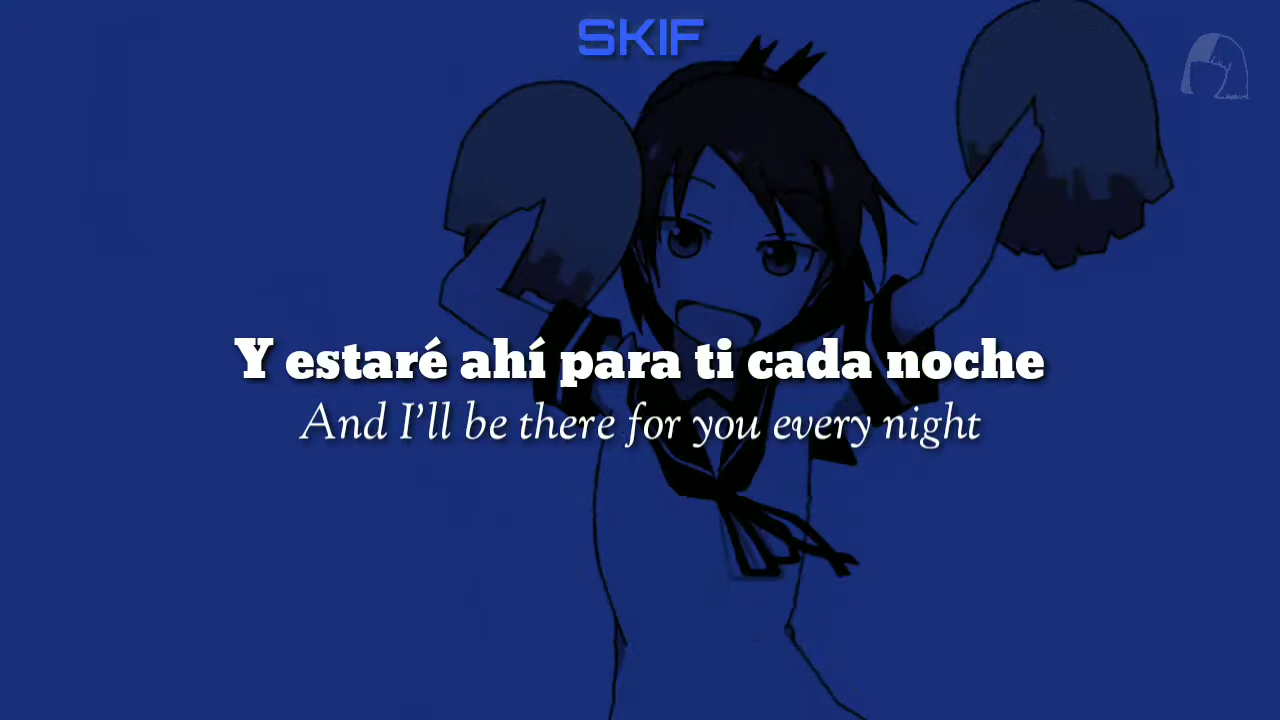 SKIF
Y estaré ahí para ti cada noche
And I'll be there for you every night